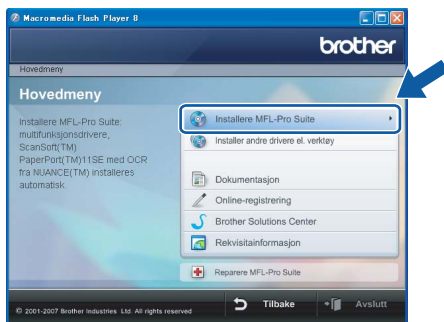 Macromedia Flash Player 8
brother
Hovedmeny
Hovedmeny
Installere MFL-Pro Suite:
multifunksjonsdrivere,
ScanSoft(TM)
PaperPort(TM)11SE med OCR
fra NUANCE(TM) installeres
automatisk.
Installere MFL-Pro Suite
Installer andre drivere el. verktøy
Dokumentasjon
Online-registrering
Brother Solutions Center
Rekvisitainformasjon
Reparere MFL-Pro Suite
© 2001-2007 Brother Industries Ltd. All rights reserved
Tilbake
Avslutt